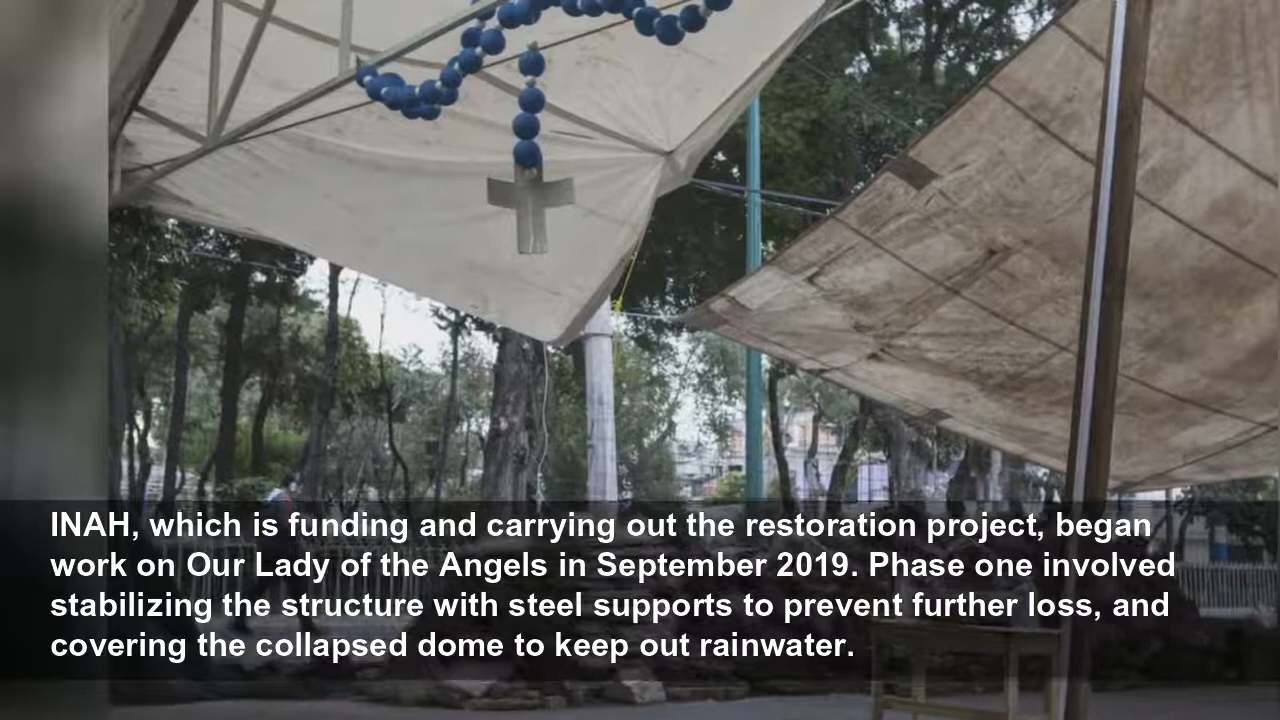 INAH, which is funding and carrying out the restoration project, began
work on Our Lady of the Angels in September 2019. Phase one involved
stabilizing the structure with steel supports to prevent further loss, and
covering the collapsed dome to keep out rainwater.